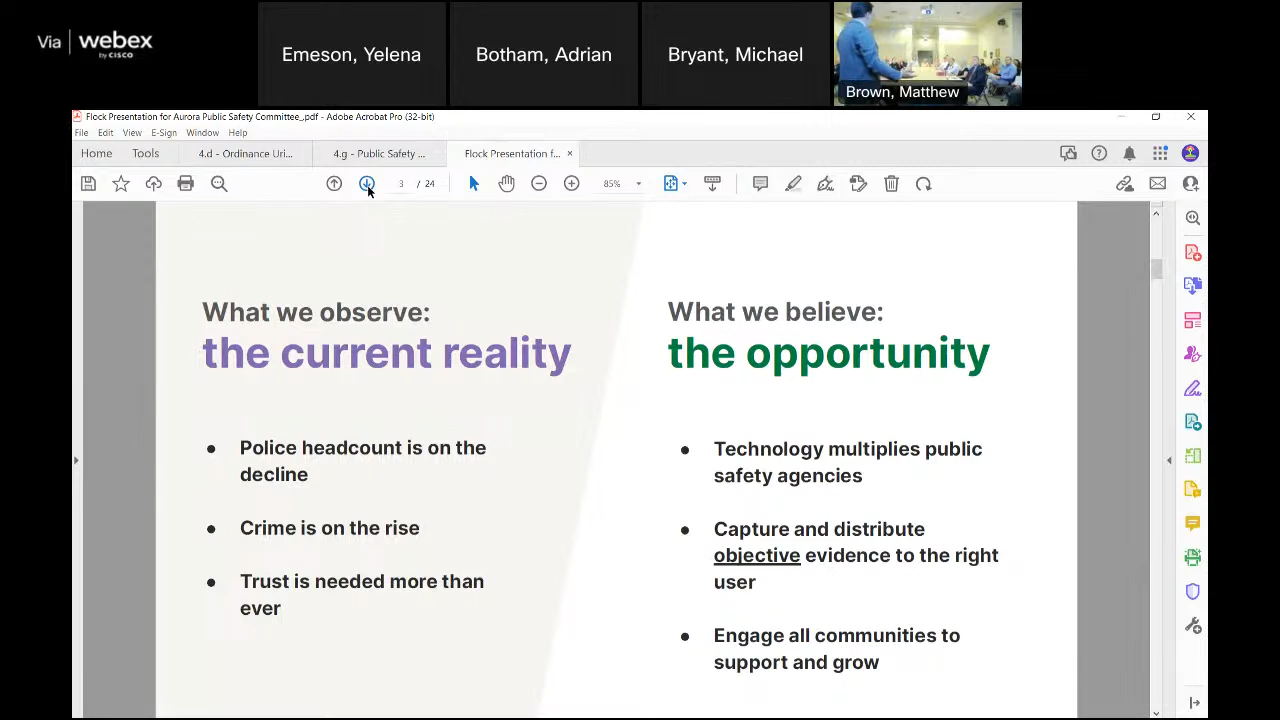 Via | webex
by CISCO
Emeson, Yelena
Botham, Adrian
Bryant, Michael
Brown, Matthew
Flock Presentation for Aurora Public Safety Committee_.pdf - Adobe Acrobat Pro (32-bit)
File Edit View E-Sign Window Help
Home Tools 4.d - Ordinance Uri... 4.g - Public Safety ... Flock Presentation f... ×
3 / 24 85%
What we observe:
the current reality
● Police headcount is on the
decline
● Crime is on the rise
● Trust is needed more than
ever
What we believe:
the opportunity
● Technology multiplies public
safety agencies
● Capture and distribute
objective evidence to the right
user
● Engage all communities to
support and grow